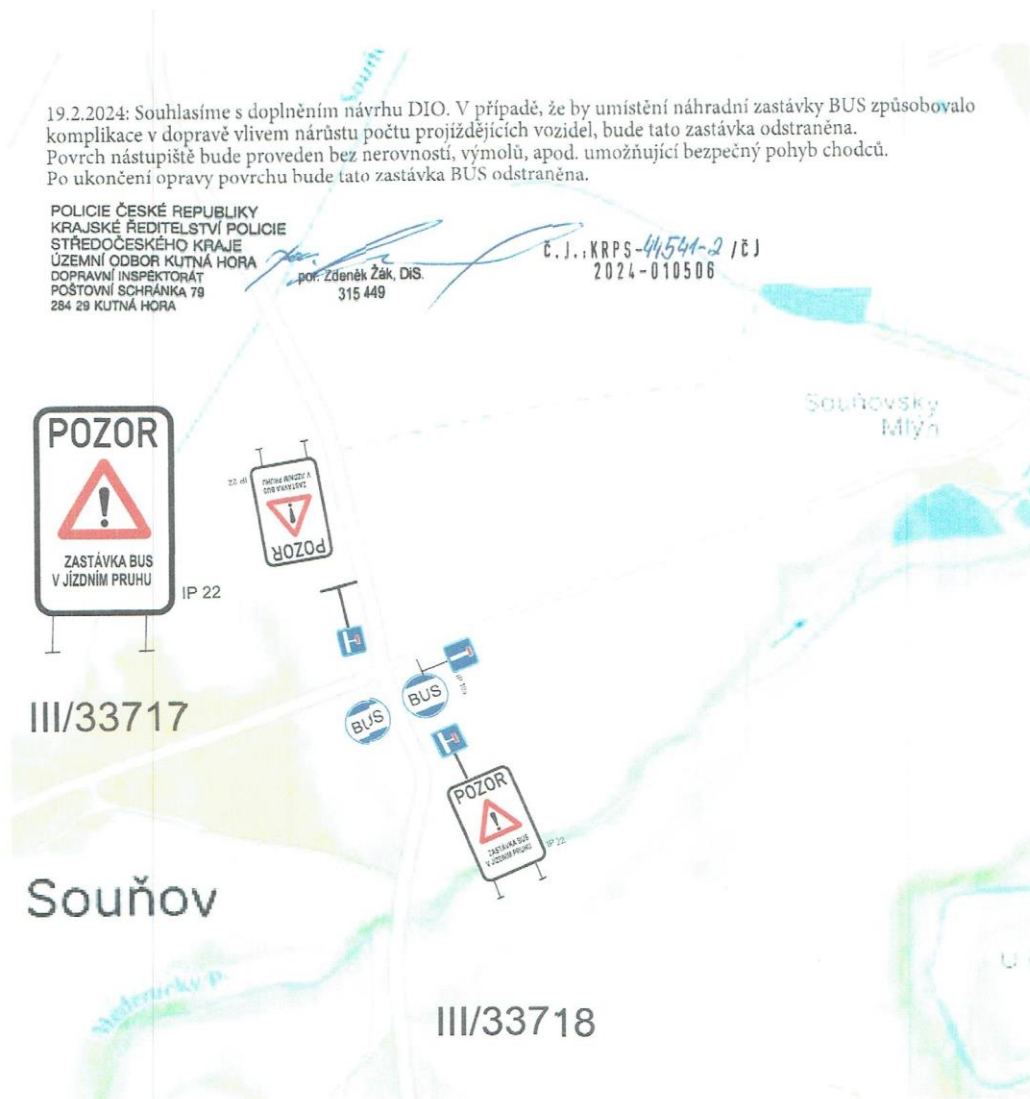 19.2.2024: Souhlasíme s doplněním návrhu DIO. V případě, že by umístění náhradní zastávky BUS způsobovalo
komplikace v dopravě vlivem nárůstu počtu projíždějících vozidel, bude tato zastávka odstraněna.
Povrch nástupiště bude proveden bez nerovností, výmolů, apod. umožňující bezpečný pohyb chodců.
Po ukončení opravy povrchu bude tato zastávka BUS odstraněna.
POLICIE ČESKÉ REPUBLIKY
KRAJSKÉ ŘEDITELSTVÍ POLICIE
STŘEDOČESKÉHO KRAJE
ÚZEMNÍ ODBOR KUTNÁ HORA
DOPRAVNÍ INSPEKTORÁT
POŠTOVNÍ SCHRÁNKA 79
284 29 KUTNÁ HORA
por. Zdeněk Žák, DiS.
315 449
Č.J.:KRPS-44541-2/ČJ
2024-010506
Souňovsky
Mlýn
POZOR
ZASTÁVKA BUS
V JÍZDNÍM PRUHU
IP 22
POZOR
ZASTÁVKA BUS
V JÍZDNÍM PRUHU
IP 22
BUS
BUS
III/33717
POZOR
ZASTÁVKA BUS
V JÍZDNÍM PRUHU
IP 22
Souňov
III/33718